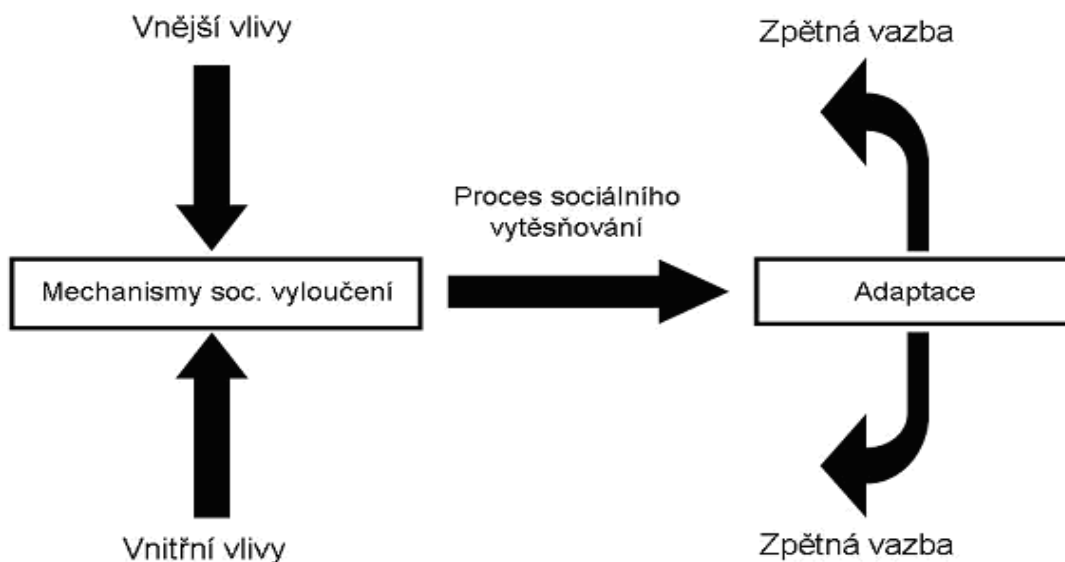 Vnější vlivy
Zpětná vazba
Proces sociálního
vytěsňování
Mechanismy soc. vyloučení
Adaptace
Vnitřní vlivy
Zpětná vazba